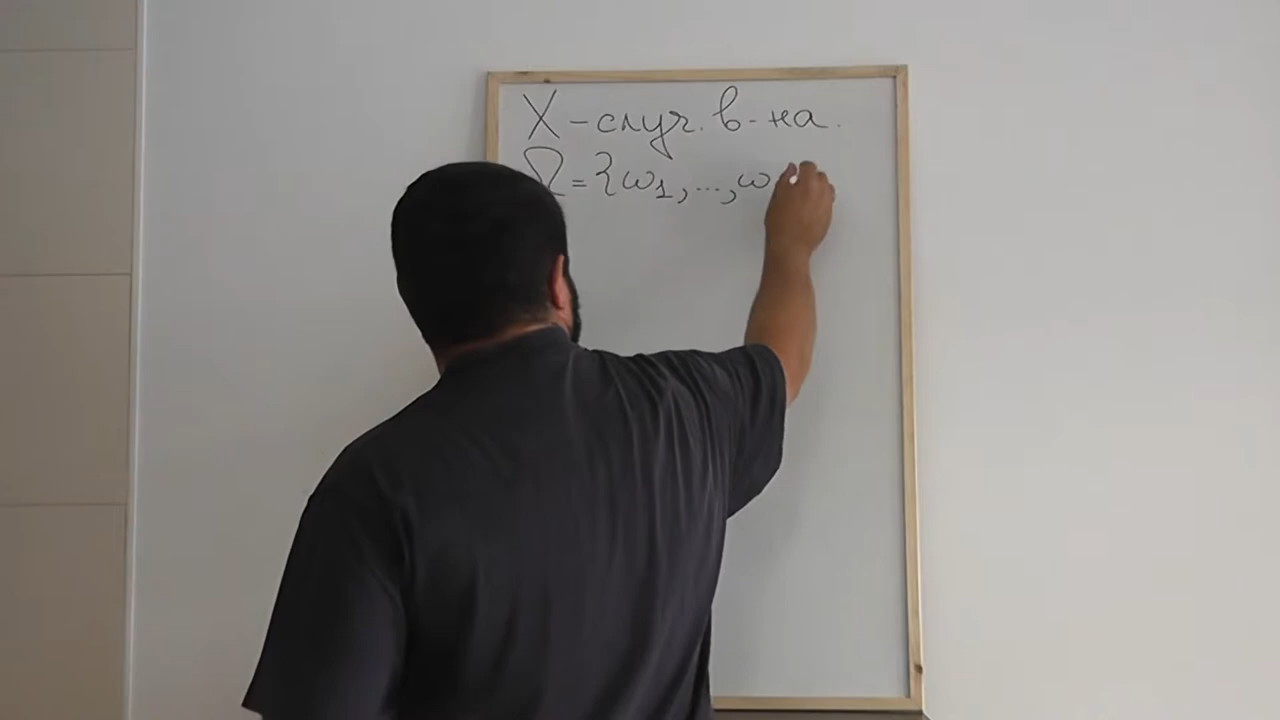 X - случ. в-на.
Ω = {ω₁, ..., ω